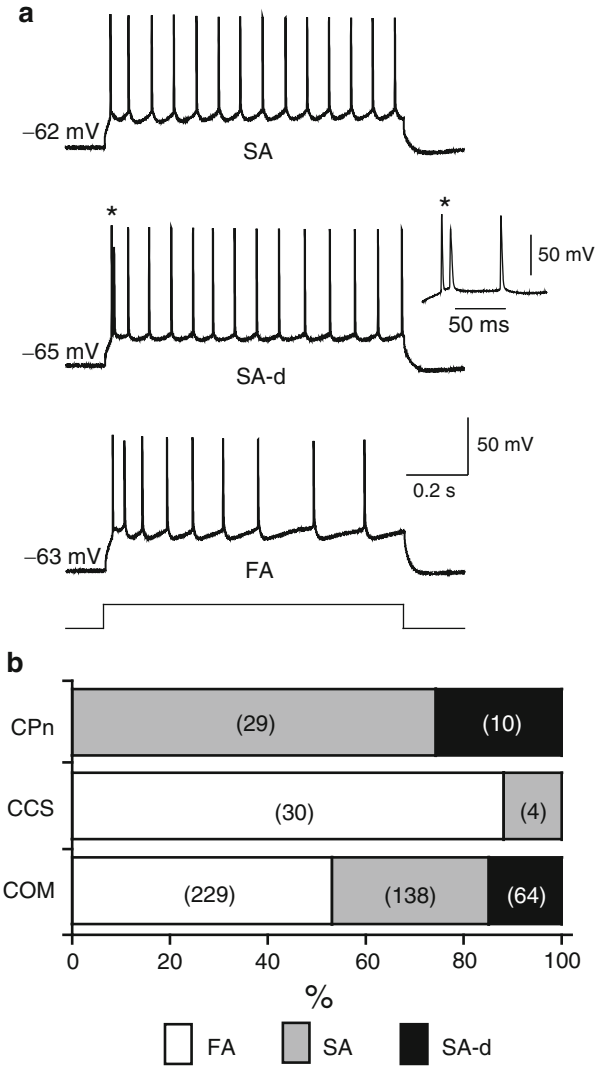 a
−62 mV
SA
*
*
50 mV
50 ms
−65 mV
SA-d
50 mV
0.2 s
−63 mV
FA
b
CPn
(29)
(10)
CCS
(30)
(4)
COM
(229)
(138)
(64)
0
20
40
60
80
100
%
FA
SA
SA-d